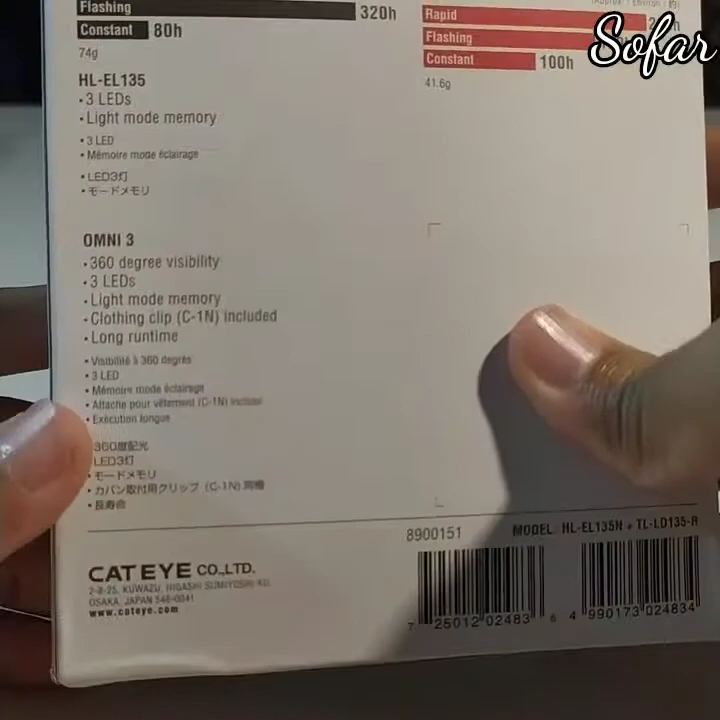 Flashing 320h
Constant 80h
74g
Rapid
Flashing
Constant 100h
41.6g
Sofar
HL-EL135
・3 LEDs
・Light mode memory
・3 LED
・Mémoire mode éclairage
・LED3灯
・モードメモリ
OMNI 3
・360 degree visibility
・3 LEDs
・Light mode memory
・Clothing clip (C-1N) included
・Long runtime
・Visibilité à 360 degrés
・3 LED
・Mémoire mode éclairage
・Attache pour vêtement (C-1N) incluse
・Exécution longue
360度配光
LED3灯
・モードメモリ
・カバン取付用クリップ (C-1N) 同梱
・長寿命
8900151
MODEL HL-EL135N + TL-LD135-R
CAT EYE CO.,LTD.
2-8-25, KUWAZU, HIGASHI SUMIYOSHI-KU,
OSAKA, JAPAN 546-0041
www.cateye.com
7 25012 02483 6
4 990173 024834